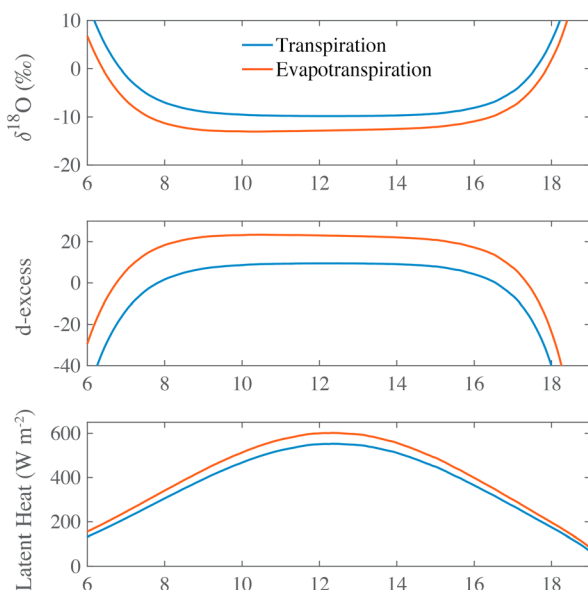 10
Transpiration
Evapotranspiration
0
δ¹⁸O (‰)
-10
-20
6 8 10 12 14 16 18
20
0
d-excess
-20
-40
6 8 10 12 14 16 18
600
400
Latent Heat (W m⁻²)
200
0
6 8 10 12 14 16 18